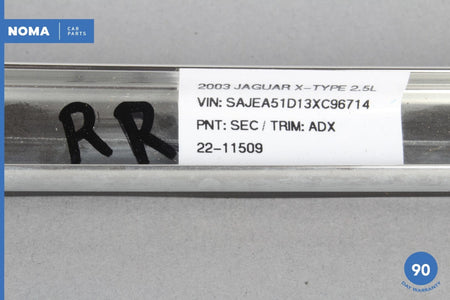 NOMA CAR
PARTS
2003 JAGUAR X-TYPE 2.5L
VIN: SAJEA51D13XC96714
RR
PNT: SEC / TRIM: ADX
22-11509
90
DAY WARRANTY